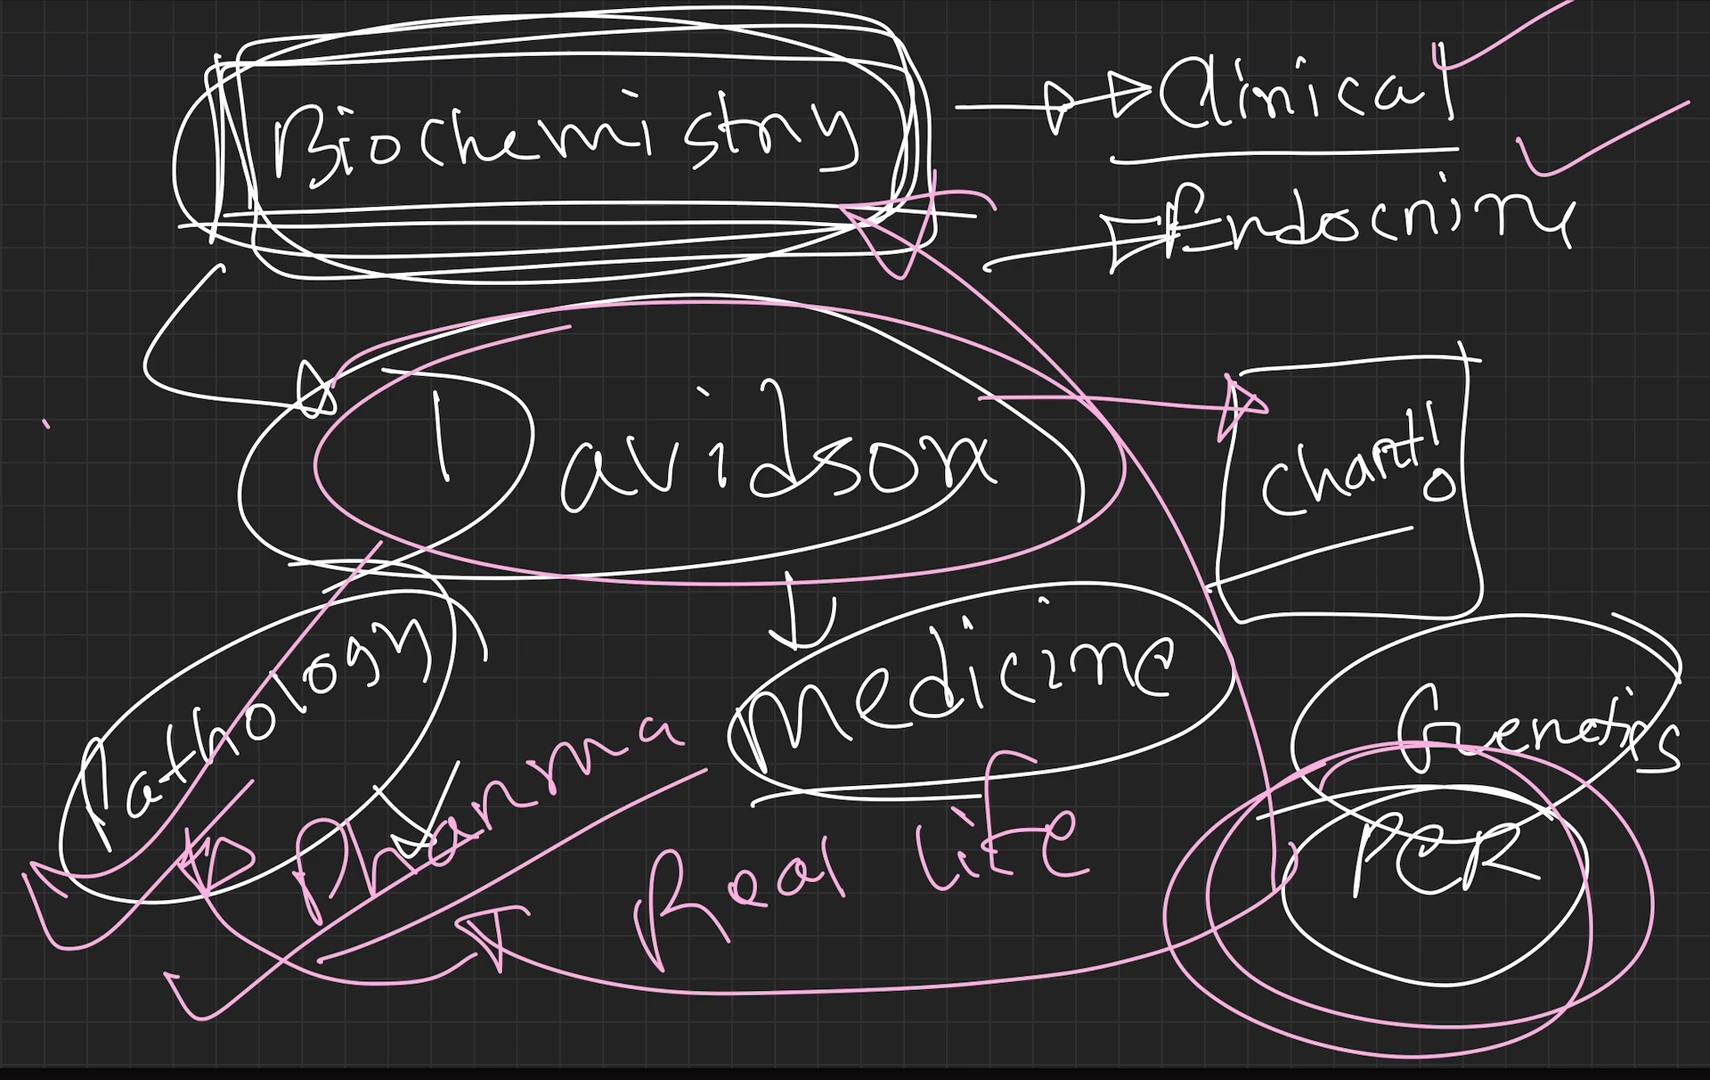 Biochemistry
Clinical
Endocrine
Davidson
Chart!
Pathology
Medicine
Genetics
Pharma
Real life
PCR